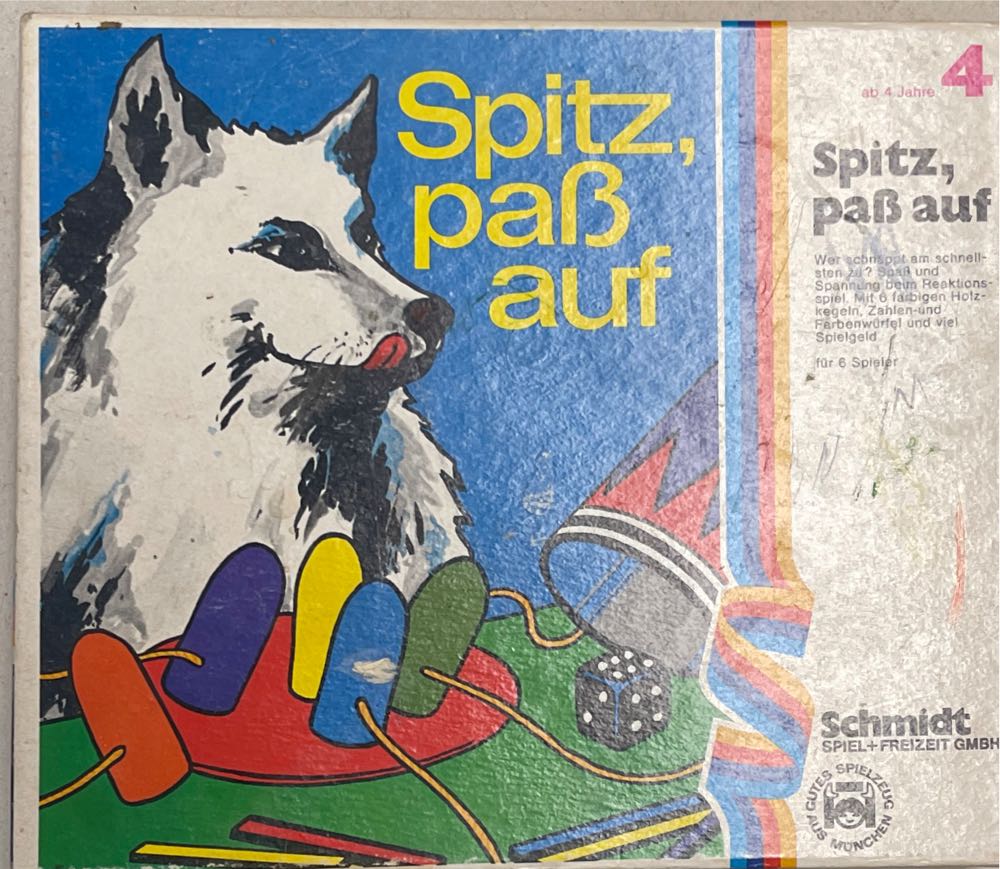 Spitz,
paß
auf
ab 4 Jahre 4
Spitz,
paß auf
Wer schnappt am schnell-
sten zu? Spaß und
Spannung beim Reaktions-
spiel. Mit 6 farbigen Holz-
kegeln, Zahlen-und
Farbenwürfel und viel
Spielgeld
für 6 Spieler
Schmidt
SPIEL+FREIZEIT GMBH
GUTES SPIELZEUG
AUS MÜNCHEN